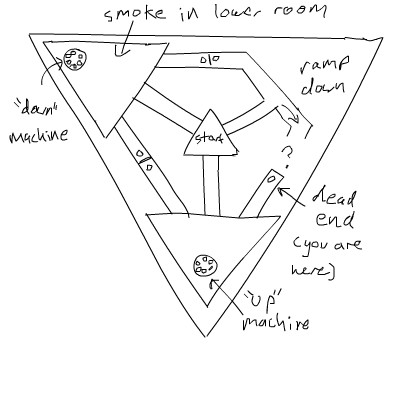 smoke in lower room
ramp
down
"down"
machine
start
?
dead
end
(you are
here)
"up"
machine